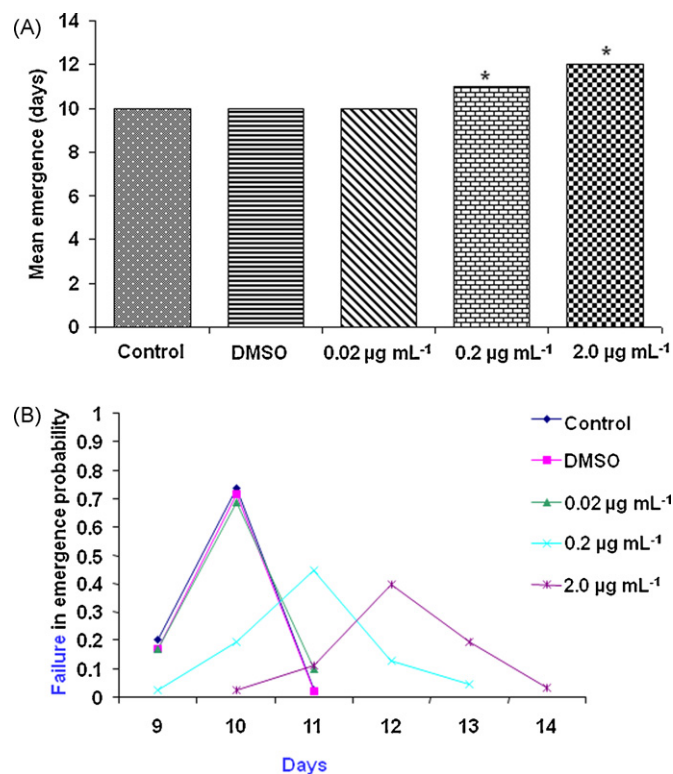 (A)
Mean emergence (days)
14
12
10
8
6
4
2
0
*
*
Control DMSO 0.02 µg mL⁻¹ 0.2 µg mL⁻¹ 2.0 µg mL⁻¹
(B)
Failure in emergence probability
1
0.9
0.8
0.7
0.6
0.5
0.4
0.3
0.2
0.1
0
9 10 11 12 13 14
Days
Control
DMSO
0.02 µg mL⁻¹
0.2 µg mL⁻¹
2.0 µg mL⁻¹